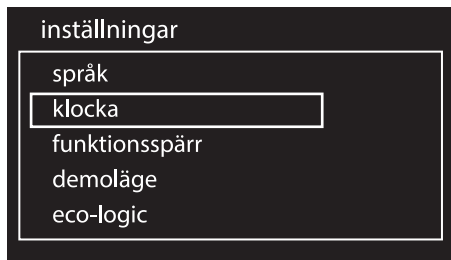 inställningar
språk
klocka
funktionsspärr
demoläge
eco-logic